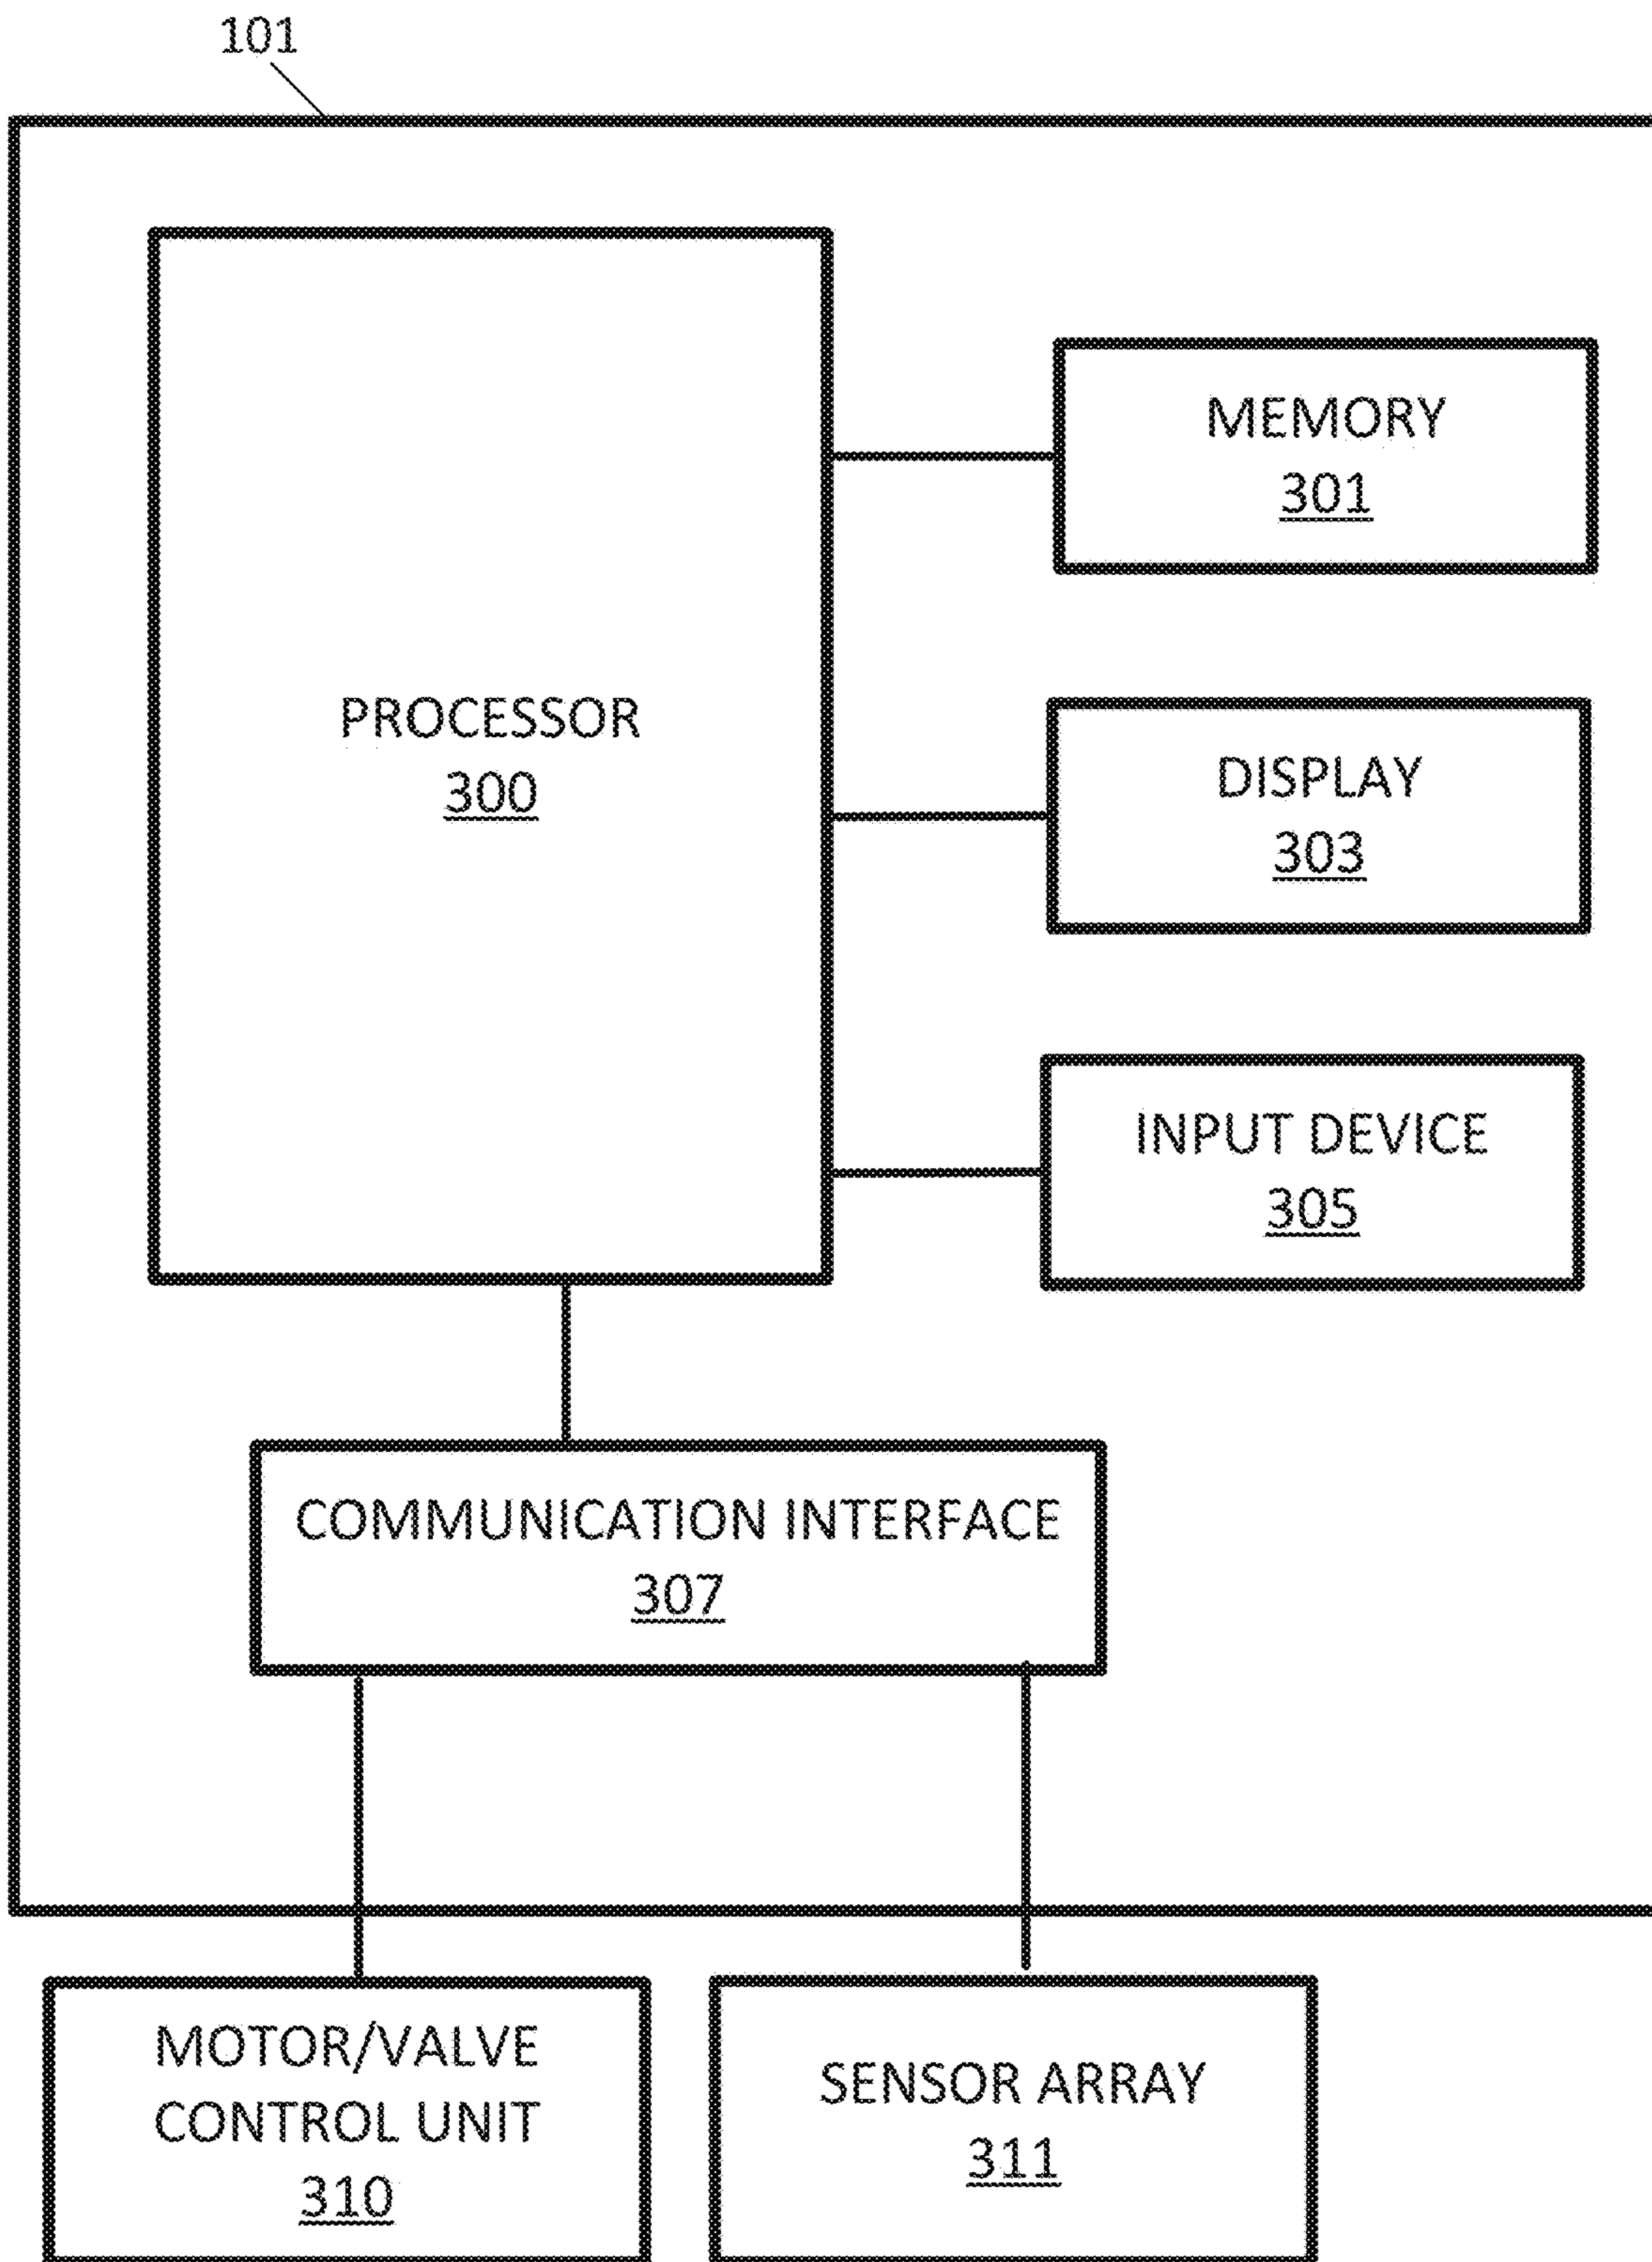 101
PROCESSOR
300
MEMORY
301
DISPLAY
303
INPUT DEVICE
305
COMMUNICATION INTERFACE
307
MOTOR/VALVE
CONTROL UNIT
310
SENSOR ARRAY
311